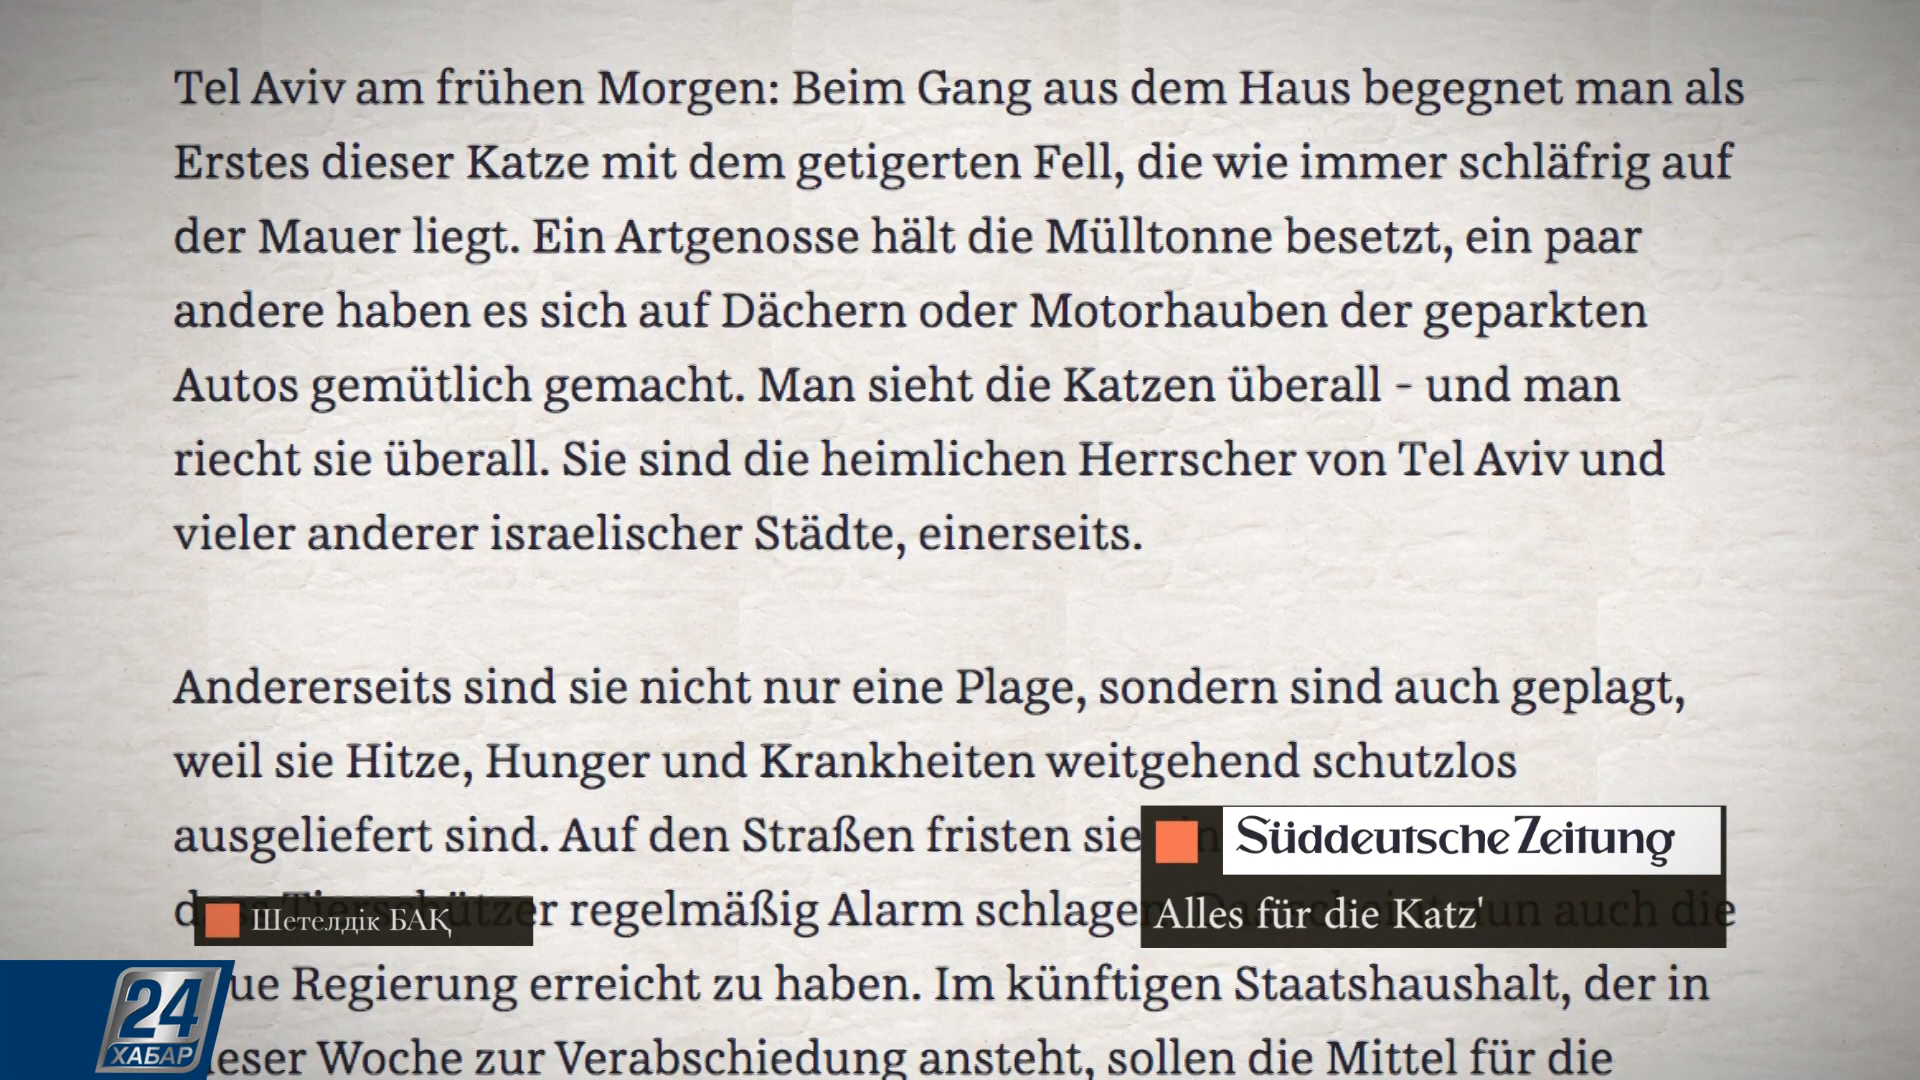 Tel Aviv am frühen Morgen: Beim Gang aus dem Haus begegnet man als
Erstes dieser Katze mit dem getigerten Fell, die wie immer schläfrig auf
der Mauer liegt. Ein Artgenosse hält die Mülltonne besetzt, ein paar
andere haben es sich auf Dächern oder Motorhauben der geparkten
Autos gemütlich gemacht. Man sieht die Katzen überall - und man
riecht sie überall. Sie sind die heimlichen Herrscher von Tel Aviv und
vieler anderer israelischer Städte, einerseits.
Andererseits sind sie nicht nur eine Plage, sondern sind auch geplagt,
weil sie Hitze, Hunger und Krankheiten weitgehend schutzlos
ausgeliefert sind. Auf den Straßen fristen sie
Süddeutsche Zeitung
dass Tierschützer regelmäßig Alarm schlagen auch die
Шетелдік БАҚ
Alles für die Katz'
ue Regierung erreicht zu haben. Im künftigen Staatshaushalt, der in
eser Woche zur Verabschiedung ansteht, sollen die Mittel für die
24
ХАБАР